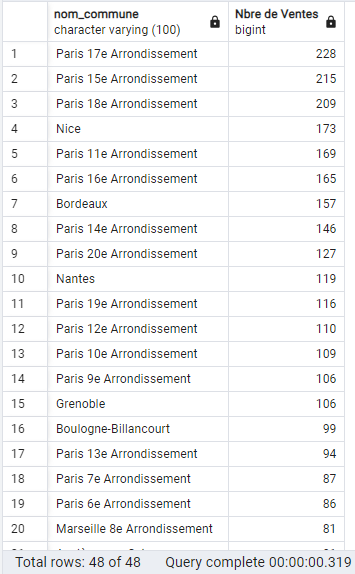 nom_commune Nbre de Ventes
character varying (100) bigint
1 Paris 17e Arrondissement 228
2 Paris 15e Arrondissement 215
3 Paris 18e Arrondissement 209
4 Nice 173
5 Paris 11e Arrondissement 169
6 Paris 16e Arrondissement 165
7 Bordeaux 157
8 Paris 14e Arrondissement 146
9 Paris 20e Arrondissement 127
10 Nantes 119
11 Paris 19e Arrondissement 116
12 Paris 12e Arrondissement 110
13 Paris 10e Arrondissement 109
14 Paris 9e Arrondissement 106
15 Grenoble 106
16 Boulogne-Billancourt 99
17 Paris 13e Arrondissement 94
18 Paris 7e Arrondissement 87
19 Paris 6e Arrondissement 86
20 Marseille 8e Arrondissement 81
Total rows: 48 of 48 Query complete 00:00:00.319